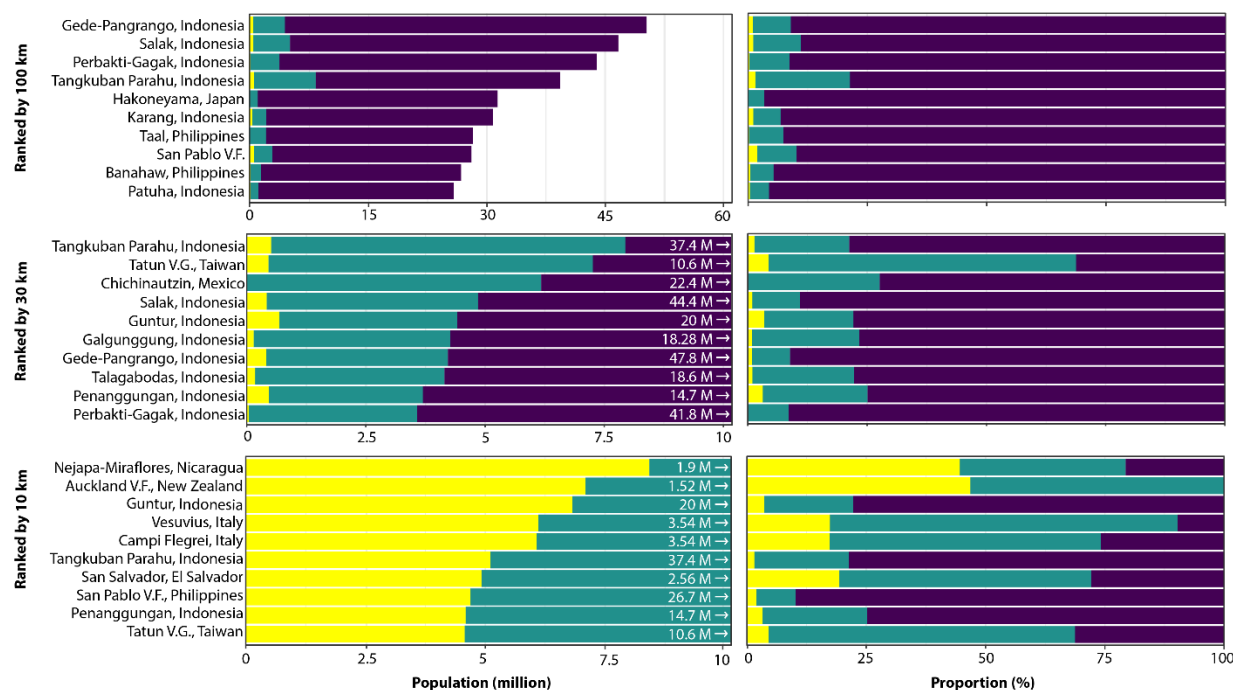 Ranked by 100 km
Gede-Pangrango, Indonesia
Salak, Indonesia
Perbakti-Gagak, Indonesia
Tangkuban Parahu, Indonesia
Hakoneyama, Japan
Karang, Indonesia
Taal, Philippines
San Pablo V.F.
Banahaw, Philippines
Patuha, Indonesia
0 15 30 45 60
Ranked by 30 km
Tangkuban Parahu, Indonesia 37.4 M →
Tatun V.G., Taiwan 10.6 M →
Chichinautzin, Mexico 22.4 M →
Salak, Indonesia 44.4 M →
Guntur, Indonesia 20 M →
Galgunggung, Indonesia 18.28 M →
Gede-Pangrango, Indonesia 47.8 M →
Talagabodas, Indonesia 18.6 M →
Penanggungan, Indonesia 14.7 M →
Perbakti-Gagak, Indonesia 41.8 M →
0 2.5 5 7.5 10
Ranked by 10 km
Nejapa-Miraflores, Nicaragua 1.9 M →
Auckland V.F., New Zealand 1.52 M →
Guntur, Indonesia 20 M →
Vesuvius, Italy 3.54 M →
Campi Flegrei, Italy 3.54 M →
Tangkuban Parahu, Indonesia 37.4 M →
San Salvador, El Salvador 2.56 M →
San Pablo V.F., Philippines 26.7 M →
Penanggungan, Indonesia 14.7 M →
Tatun V.G., Taiwan 10.6 M →
0 2.5 5 7.5 10
Population (million)
0 25 50 75 100
Proportion (%)